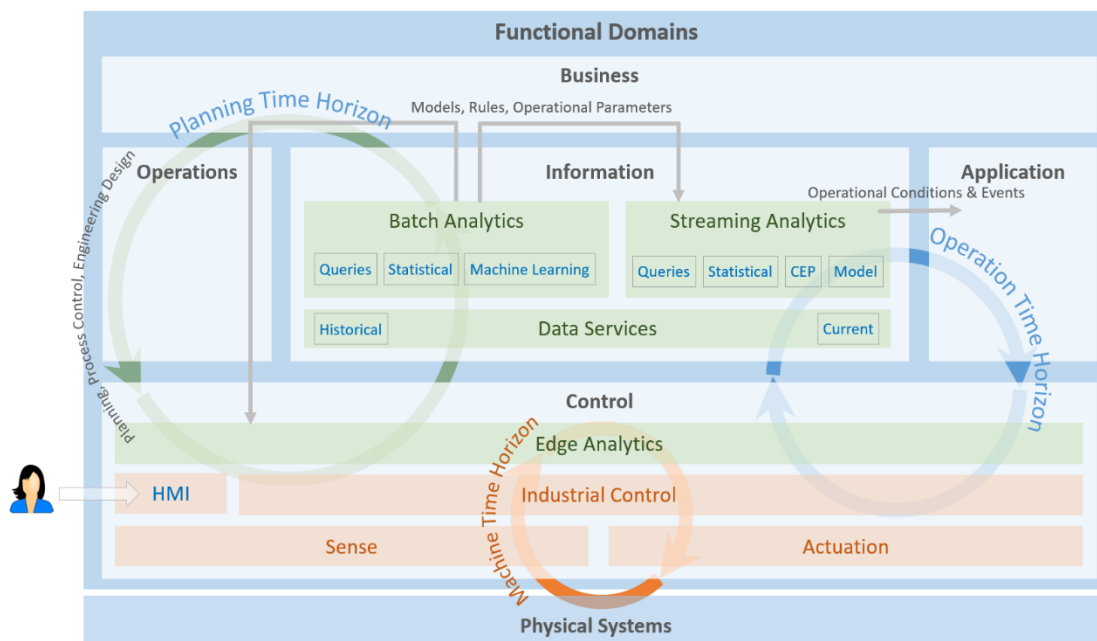 Functional Domains
Business
Planning Time Horizon
Models, Rules, Operational Parameters
Operations
Information
Application
Operational Conditions & Events
Batch Analytics
Streaming Analytics
Queries
Statistical
Machine Learning
Queries
Statistical
CEP
Model
Historical
Data Services
Current
Planning, Process Control, Engineering Design
Operation Time Horizon
Control
Edge Analytics
Machine Time Horizon
HMI
Industrial Control
Sense
Actuation
Physical Systems